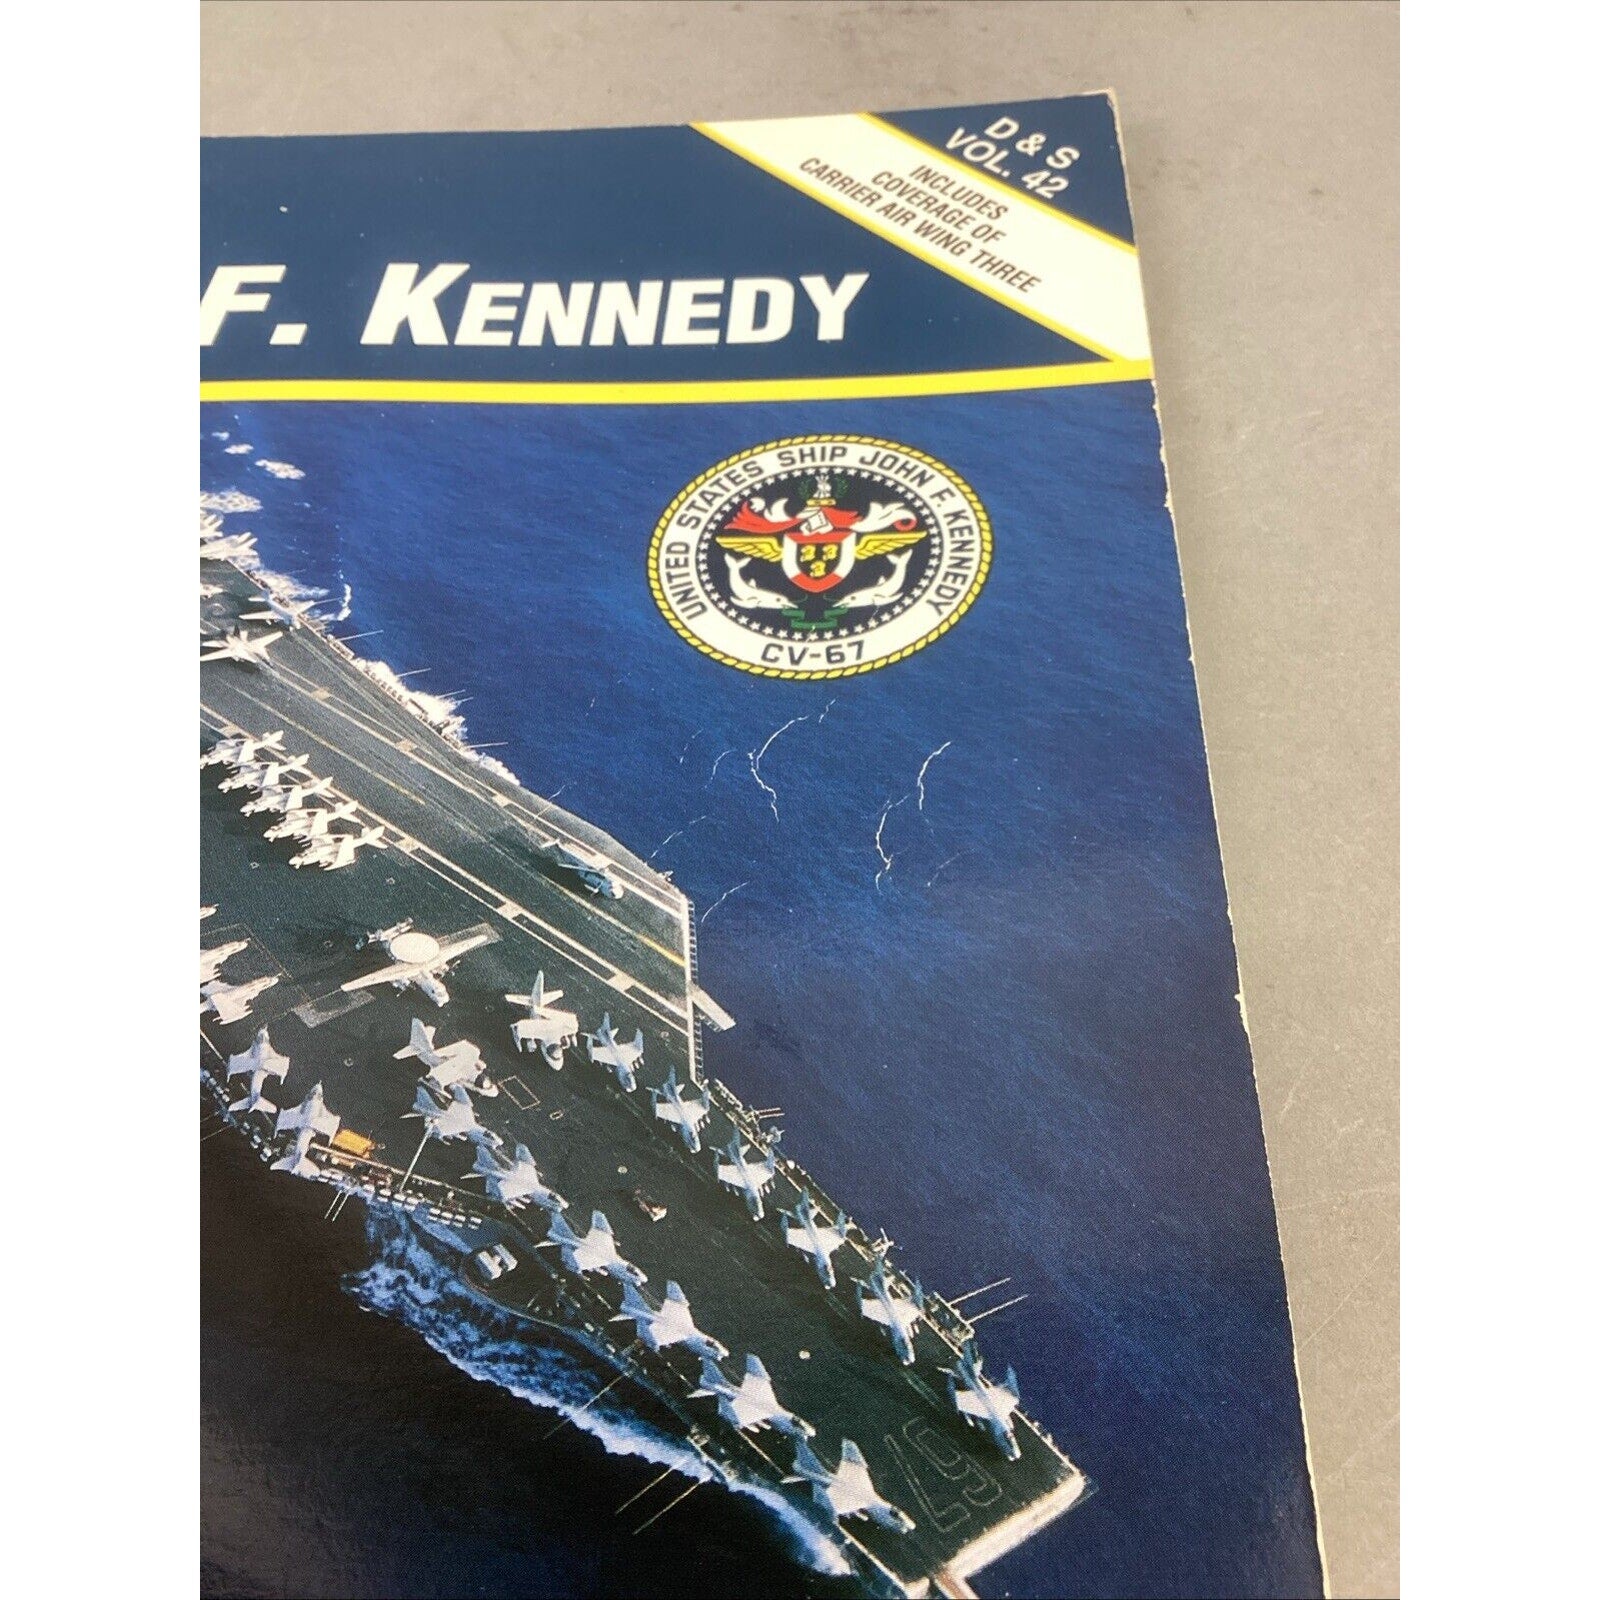 D & S
VOL. 42
INCLUDES
COVERAGE OF
CARRIER AIR WING THREE
F. KENNEDY
UNITED STATES SHIP JOHN F. KENNEDY
CV-67
67